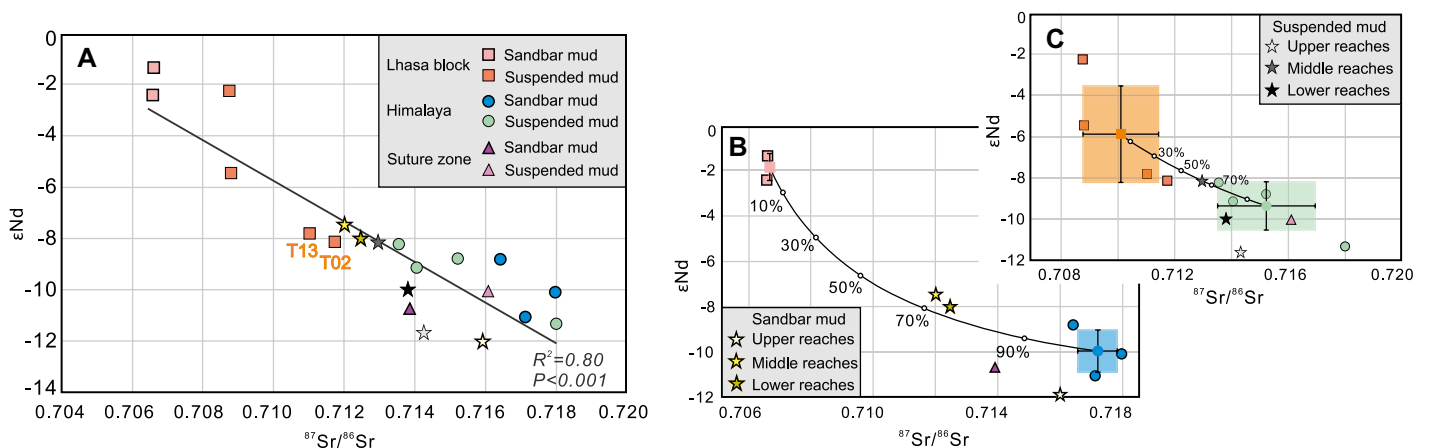 A
0
-2
-4
-6
-8
-10
-12
-14
εNd
Lhasa block
Sandbar mud
Suspended mud
Himalaya
Sandbar mud
Suspended mud
Suture zone
Sandbar mud
Suspended mud
T13
T02
R²=0.80
P<0.001
0.704 0.706 0.708 0.710 0.712 0.714 0.716 0.718 0.720
⁸⁷Sr/⁸⁶Sr
B
0
-2
-4
-6
-8
-10
-12
εNd
10%
30%
50%
70%
90%
Sandbar mud
Upper reaches
Middle reaches
Lower reaches
0.706 0.710 0.714 0.718
⁸⁷Sr/⁸⁶Sr
C
0
-2
-4
-6
-8
-10
-12
εNd
Suspended mud
Upper reaches
Middle reaches
Lower reaches
30%
50%
70%
0.708 0.712 0.716 0.720
⁸⁷Sr/⁸⁶Sr